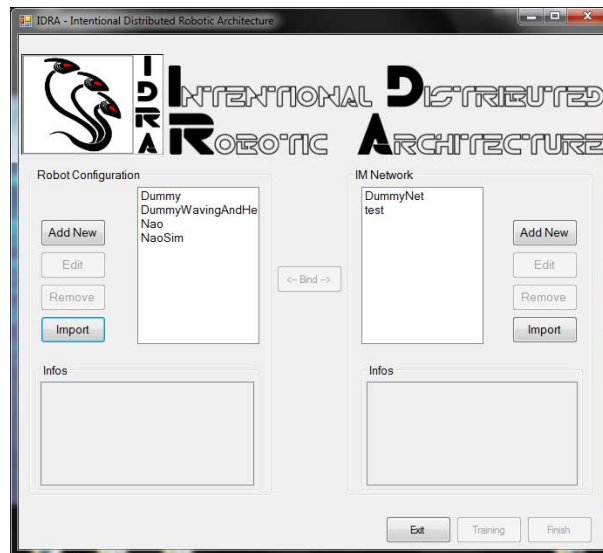 IDRA - Intentional Distributed Robotic Architecture
IDRA
INTENTIONAL DISTRIBUTED
ROBOTIC ARCHITECTURE
Robot Configuration
IM Network
Dummy
DummyWavingAndHe
Nao
NaoSim
DummyNet
test
Add New
Edit
Remove
Import
<-- Bind -->
Add New
Edit
Remove
Import
Infos
Infos
Exit
Training
Finish